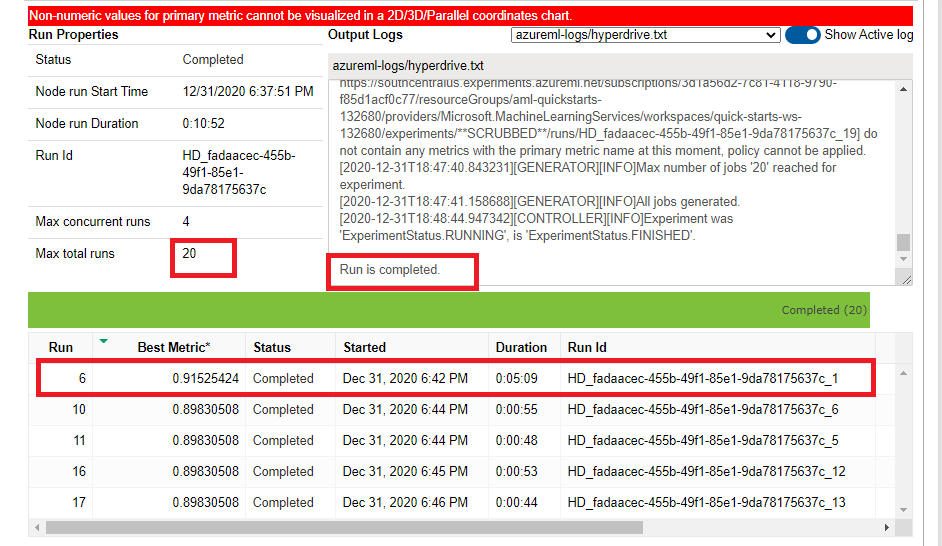 Non-numeric values for primary metric cannot be visualized in a 2D/3D/Parallel coordinates chart.
Run Properties
Status Completed
Node run Start Time 12/31/2020 6:37:51 PM
Node run Duration 0:10:52
Run Id HD_fadaacec-455b-
49f1-85e1-
9da78175637c
Max concurrent runs 4
Max total runs 20
Output Logs azureml-logs/hyperdrive.txt Show Active log
azureml-logs/hyperdrive.txt
https://southcentralus.experiments.azureml.net/subscriptions/3d1a56d2-7c81-4118-9790-
f85d1acf0c77/resourceGroups/aml-quickstarts-
132680/providers/Microsoft.MachineLearningServices/workspaces/quick-starts-ws-
132680/experiments/**SCRUBBED**/runs/HD_fadaacec-455b-49f1-85e1-9da78175637c_19] do
not contain any metrics with the primary metric name at this moment, policy cannot be applied.
[2020-12-31T18:47:40.843231][GENERATOR][INFO]Max number of jobs '20' reached for
experiment.
[2020-12-31T18:47:41.158688][GENERATOR][INFO]All jobs generated.
[2020-12-31T18:48:44.947342][CONTROLLER][INFO]Experiment was
'ExperimentStatus.RUNNING', is 'ExperimentStatus.FINISHED'.
Run is completed.
Completed (20)
Run Best Metric* Status Started Duration Run Id
6 0.91525424 Completed Dec 31, 2020 6:42 PM 0:05:09 HD_fadaacec-455b-49f1-85e1-9da78175637c_1
10 0.89830508 Completed Dec 31, 2020 6:44 PM 0:00:55 HD_fadaacec-455b-49f1-85e1-9da78175637c_6
11 0.89830508 Completed Dec 31, 2020 6:44 PM 0:00:48 HD_fadaacec-455b-49f1-85e1-9da78175637c_5
16 0.89830508 Completed Dec 31, 2020 6:45 PM 0:00:53 HD_fadaacec-455b-49f1-85e1-9da78175637c_12
17 0.89830508 Completed Dec 31, 2020 6:46 PM 0:00:44 HD_fadaacec-455b-49f1-85e1-9da78175637c_13